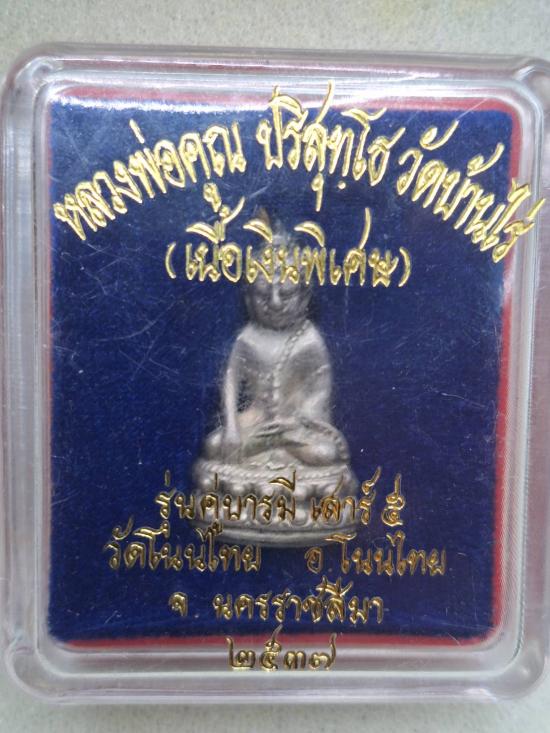 หลวงพ่อคูณ ปริสุทฺโธ วัดบ้านไร่
(เนื้อเงินพิเศษ)
รุ่นคู่บารมี เสาร์ ๕
วัดโนนไทย อ.โนนไทย
จ. นครราชสีมา
๒๕๓๗